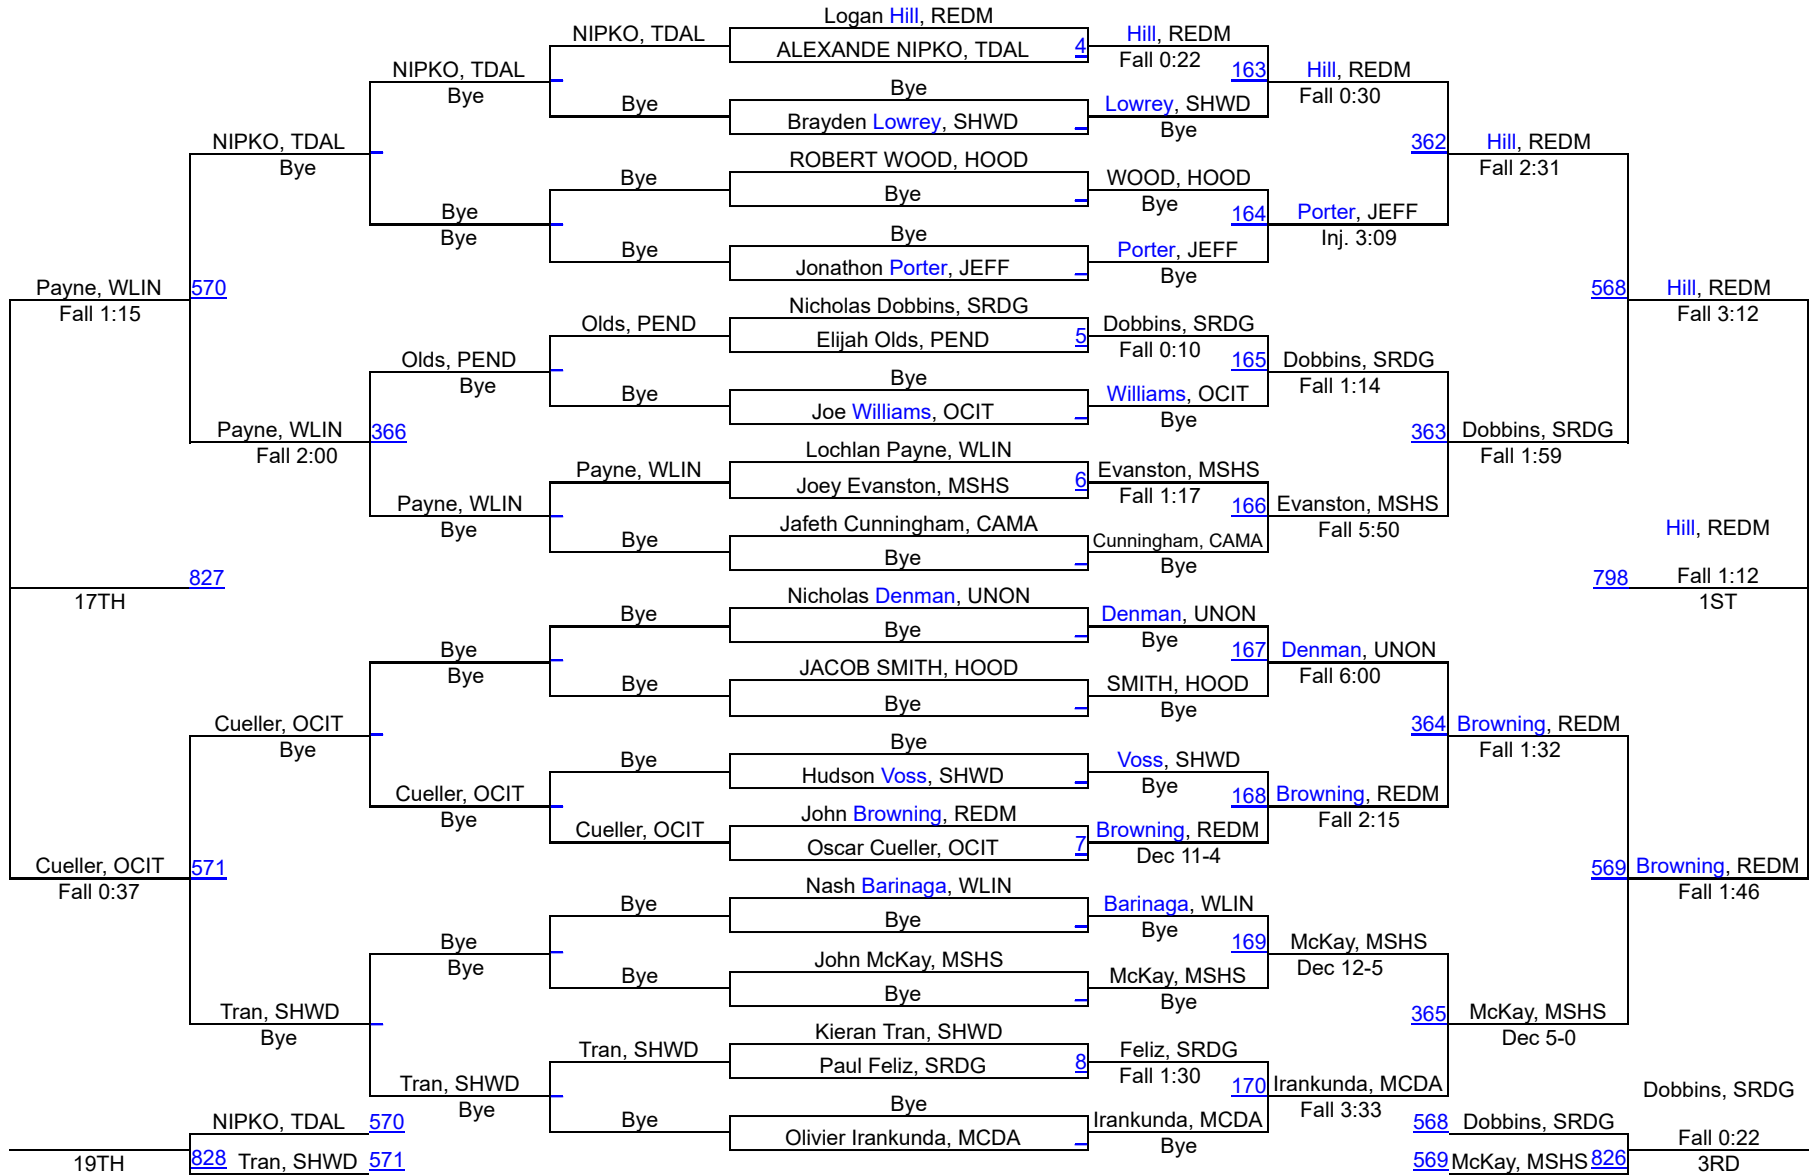 Logan Hill, REDM
NIPKO, TDAL
ALEXANDE NIPKO, TDAL 4
Hill, REDM
Fall 0:22
NIPKO, TDAL
Bye
163
Hill, REDM
Fall 0:30
Bye
Bye
Brayden Lowrey, SHWD
Lowrey, SHWD
Bye
NIPKO, TDAL
Bye
362
Hill, REDM
Fall 2:31
ROBERT WOOD, HOOD
Bye
Bye
WOOD, HOOD
Bye
Bye
Bye
164
Porter, JEFF
Inj. 3:09
Bye
Bye
Jonathon Porter, JEFF
Porter, JEFF
Bye
Payne, WLIN
Fall 1:15
570
568
Hill, REDM
Fall 3:12
Nicholas Dobbins, SRDG
Olds, PEND
Elijah Olds, PEND 5
Dobbins, SRDG
Fall 0:10
Olds, PEND
Bye
165
Dobbins, SRDG
Fall 1:14
Bye
Bye
Joe Williams, OCIT
Williams, OCIT
Bye
Payne, WLIN
Fall 2:00
366
363
Dobbins, SRDG
Fall 1:59
Lochlan Payne, WLIN
Payne, WLIN
Joey Evanston, MSHS 6
Evanston, MSHS
Fall 1:17
Payne, WLIN
Bye
166
Evanston, MSHS
Fall 5:50
Jafeth Cunningham, CAMA
Bye
Bye
Cunningham, CAMA
Bye
Hill, REDM
827
17TH
798
Fall 1:12
1ST
Nicholas Denman, UNON
Bye
Bye
Denman, UNON
Bye
Bye
Bye
167
Denman, UNON
Fall 6:00
JACOB SMITH, HOOD
Bye
Bye
SMITH, HOOD
Bye
Cueller, OCIT
Bye
364
Browning, REDM
Fall 1:32
Bye
Bye
Hudson Voss, SHWD
Voss, SHWD
Bye
Cueller, OCIT
Bye
168
Browning, REDM
Fall 2:15
John Browning, REDM
Cueller, OCIT
Oscar Cueller, OCIT 7
Browning, REDM
Dec 11-4
Cueller, OCIT
Fall 0:37
571
569
Browning, REDM
Fall 1:46
Nash Barinaga, WLIN
Bye
Bye
Barinaga, WLIN
Bye
Bye
Bye
169
McKay, MSHS
Dec 12-5
John McKay, MSHS
Bye
Bye
McKay, MSHS
Bye
Tran, SHWD
Bye
365
McKay, MSHS
Dec 5-0
Kieran Tran, SHWD
Tran, SHWD
Paul Feliz, SRDG 8
Feliz, SRDG
Fall 1:30
Tran, SHWD
Bye
170
Irankunda, MCDA
Fall 3:33
Bye
Bye
Olivier Irankunda, MCDA
Irankunda, MCDA
Bye
NIPKO, TDAL 570
19TH
828 Tran, SHWD 571
Dobbins, SRDG
568 Dobbins, SRDG
569 McKay, MSHS 826
Fall 0:22
3RD